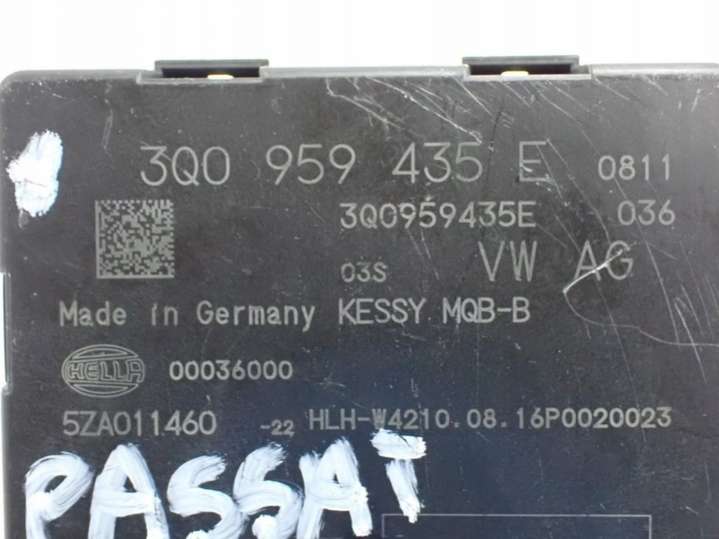 3Q0 959 435 E 0811
3Q0959435E 036
03S VW AG
Made in Germany KESSY MQB-B
HELLA 00036000
5ZA011460 -22 HLH-W4210.08.16P0020023
PASSAT